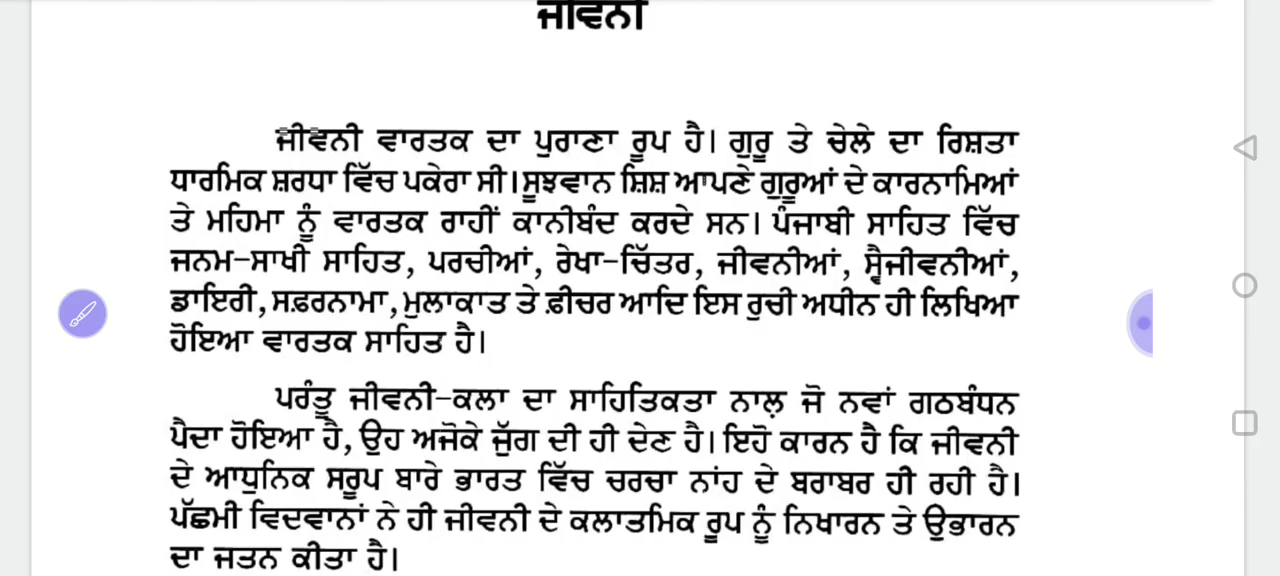 ਜੀਵਨੀ
ਜੀਵਨੀ ਵਾਰਤਕ ਦਾ ਪੁਰਾਣਾ ਰੂਪ ਹੈ। ਗੁਰੂ ਤੇ ਚੇਲੇ ਦਾ ਰਿਸ਼ਤਾ
ਧਾਰਮਿਕ ਸ਼ਰਧਾ ਵਿੱਚ ਪਕੇਰਾ ਸੀ। ਸੂਝਵਾਨ ਸ਼ਿਸ਼ ਆਪਣੇ ਗੁਰੂਆਂ ਦੇ ਕਾਰਨਾਮਿਆਂ
ਤੇ ਮਹਿਮਾ ਨੂੰ ਵਾਰਤਕ ਰਾਹੀਂ ਕਾਨੀਬੰਦ ਕਰਦੇ ਸਨ। ਪੰਜਾਬੀ ਸਾਹਿਤ ਵਿੱਚ
ਜਨਮ-ਸਾਖੀ ਸਾਹਿਤ, ਪਰਚੀਆਂ, ਰੇਖਾ-ਚਿੱਤਰ, ਜੀਵਨੀਆਂ, ਸ੍ਵੈਜੀਵਨੀਆਂ,
ਡਾਇਰੀ, ਸਫ਼ਰਨਾਮਾ, ਮੁਲਾਕਾਤ ਤੇ ਫ਼ੀਚਰ ਆਦਿ ਇਸ ਰੁਚੀ ਅਧੀਨ ਹੀ ਲਿਖਿਆ
ਹੋਇਆ ਵਾਰਤਕ ਸਾਹਿਤ ਹੈ।
ਪਰੰਤੂ ਜੀਵਨੀ-ਕਲਾ ਦਾ ਸਾਹਿਤਿਕਤਾ ਨਾਲ਼ ਜੋ ਨਵਾਂ ਗਠਬੰਧਨ
ਪੈਦਾ ਹੋਇਆ ਹੈ, ਉਹ ਅਜੋਕੇ ਜੁੱਗ ਦੀ ਹੀ ਦੇਣ ਹੈ। ਇਹੋ ਕਾਰਨ ਹੈ ਕਿ ਜੀਵਨੀ
ਦੇ ਆਧੁਨਿਕ ਸਰੂਪ ਬਾਰੇ ਭਾਰਤ ਵਿੱਚ ਚਰਚਾ ਨਾਂਹ ਦੇ ਬਰਾਬਰ ਹੀ ਰਹੀ ਹੈ।
ਪੱਛਮੀ ਵਿਦਵਾਨਾਂ ਨੇ ਹੀ ਜੀਵਨੀ ਦੇ ਕਲਾਤਮਿਕ ਰੂਪ ਨੂੰ ਨਿਖਾਰਨ ਤੇ ਉਭਾਰਨ
ਦਾ ਜਤਨ ਕੀਤਾ ਹੈ।